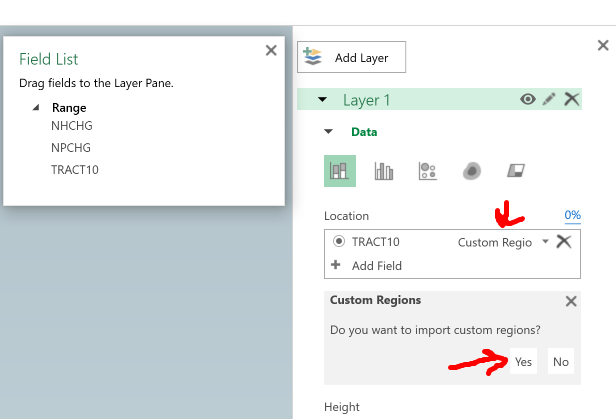 Field List
Drag fields to the Layer Pane.
Range
NHCHG
NPCHG
TRACT10
Add Layer
Layer 1
Data
Location 0%
TRACT10 Custom Regio
Add Field
Custom Regions
Do you want to import custom regions?
Yes No
Height